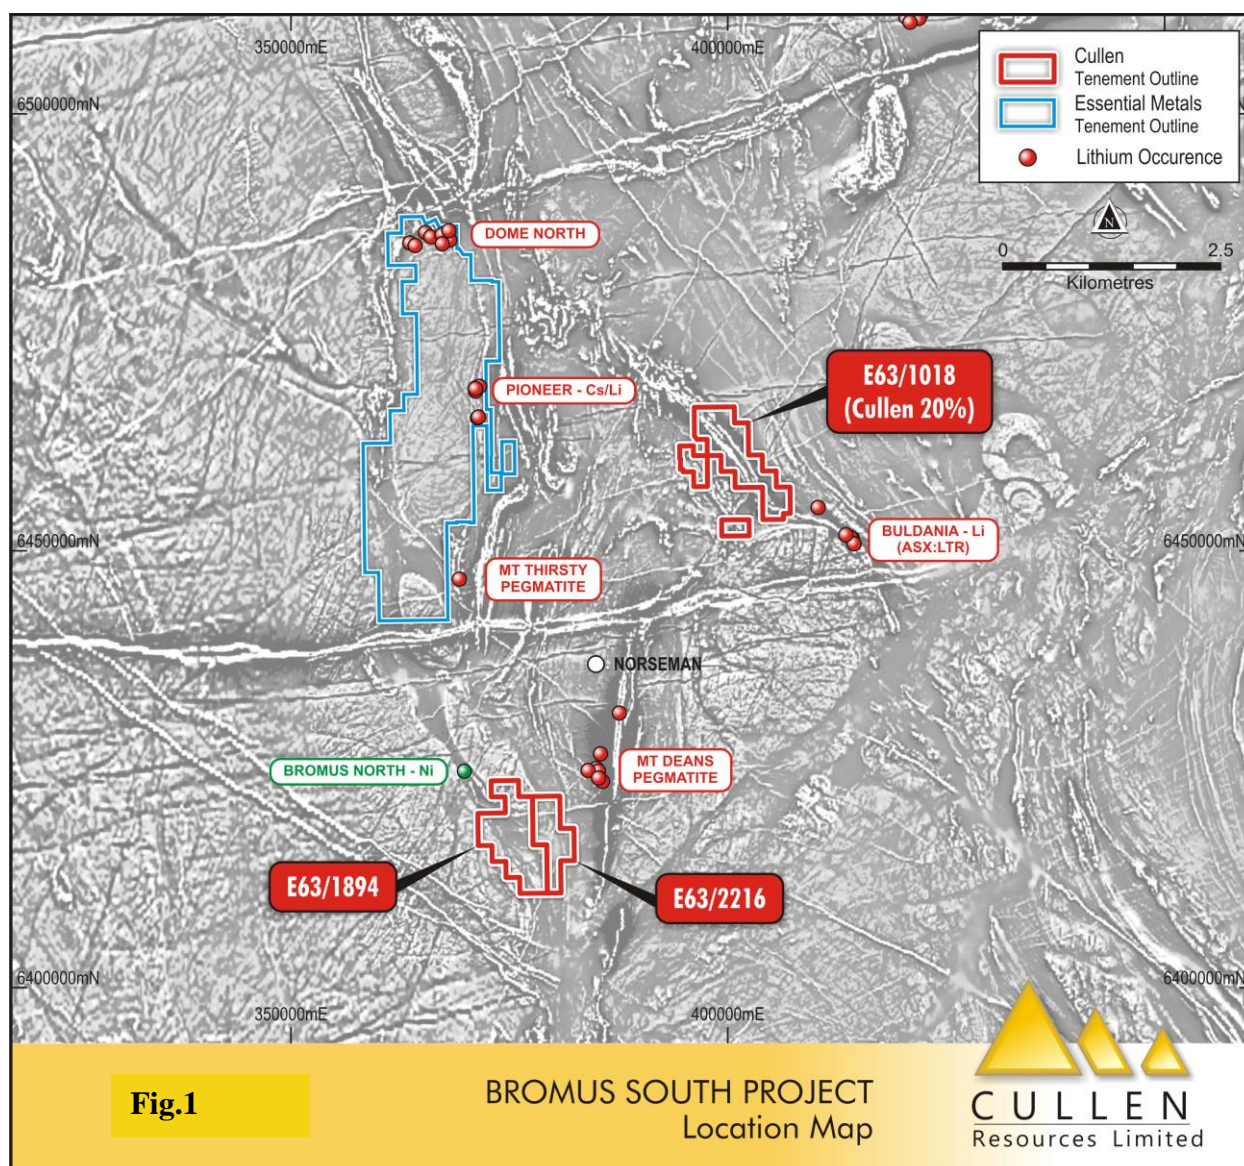 350000mE
400000mE
6500000mN
Cullen
Tenement Outline
Essential Metals
Tenement Outline
Lithium Occurence
N
0 2.5
Kilometres
DOME NORTH
PIONEER - Cs/Li
E63/1018
(Cullen 20%)
BULDANIA - Li
(ASX:LTR)
6450000mN
6450000mN
MT THIRSTY
PEGMATITE
NORSEMAN
BROMUS NORTH - Ni
MT DEANS
PEGMATITE
E63/1894
E63/2216
6400000mN
6400000mN
350000mE
400000mE
Fig.1
BROMUS SOUTH PROJECT
Location Map
CULLEN
Resources Limited